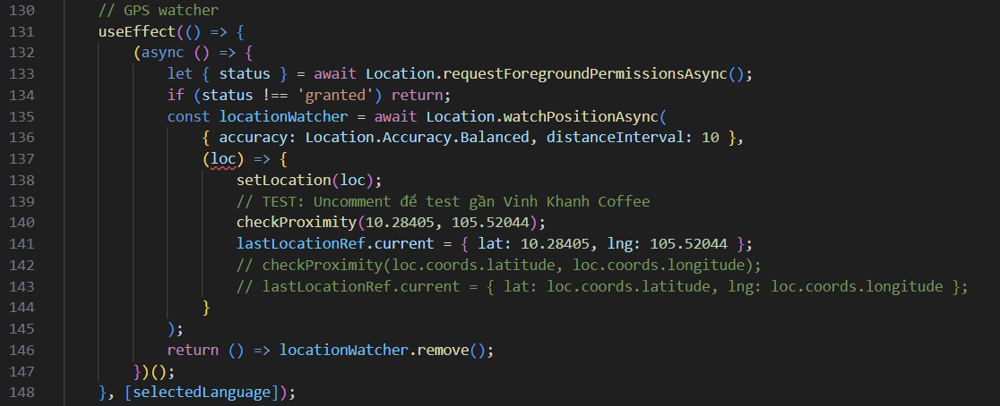 130 // GPS watcher
131 useEffect(() => {
132 (async () => {
133 let { status } = await Location.requestForegroundPermissionsAsync();
134 if (status !== 'granted') return;
135 const locationWatcher = await Location.watchPositionAsync(
136 { accuracy: Location.Accuracy.Balanced, distanceInterval: 10 },
137 (loc) => {
138 setLocation(loc);
139 // TEST: Uncomment để test gần Vinh Khanh Coffee
140 checkProximity(10.28405, 105.52044);
141 lastLocationRef.current = { lat: 10.28405, lng: 105.52044 };
142 // checkProximity(loc.coords.latitude, loc.coords.longitude);
143 // lastLocationRef.current = { lat: loc.coords.latitude, lng: loc.coords.longitude };
144 }
145 );
146 return () => locationWatcher.remove();
147 })();
148 }, [selectedLanguage]);